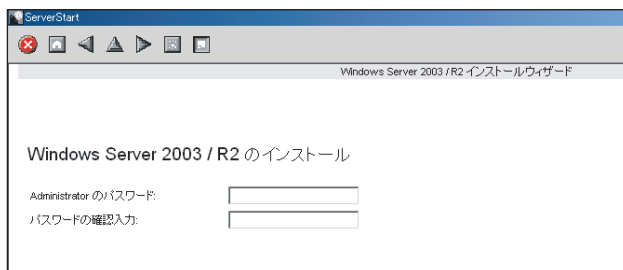 ServerStart
Windows Server 2003 / R2 インストールウィザード
Windows Server 2003 / R2 のインストール
Administrator のパスワード:
パスワードの確認入力: